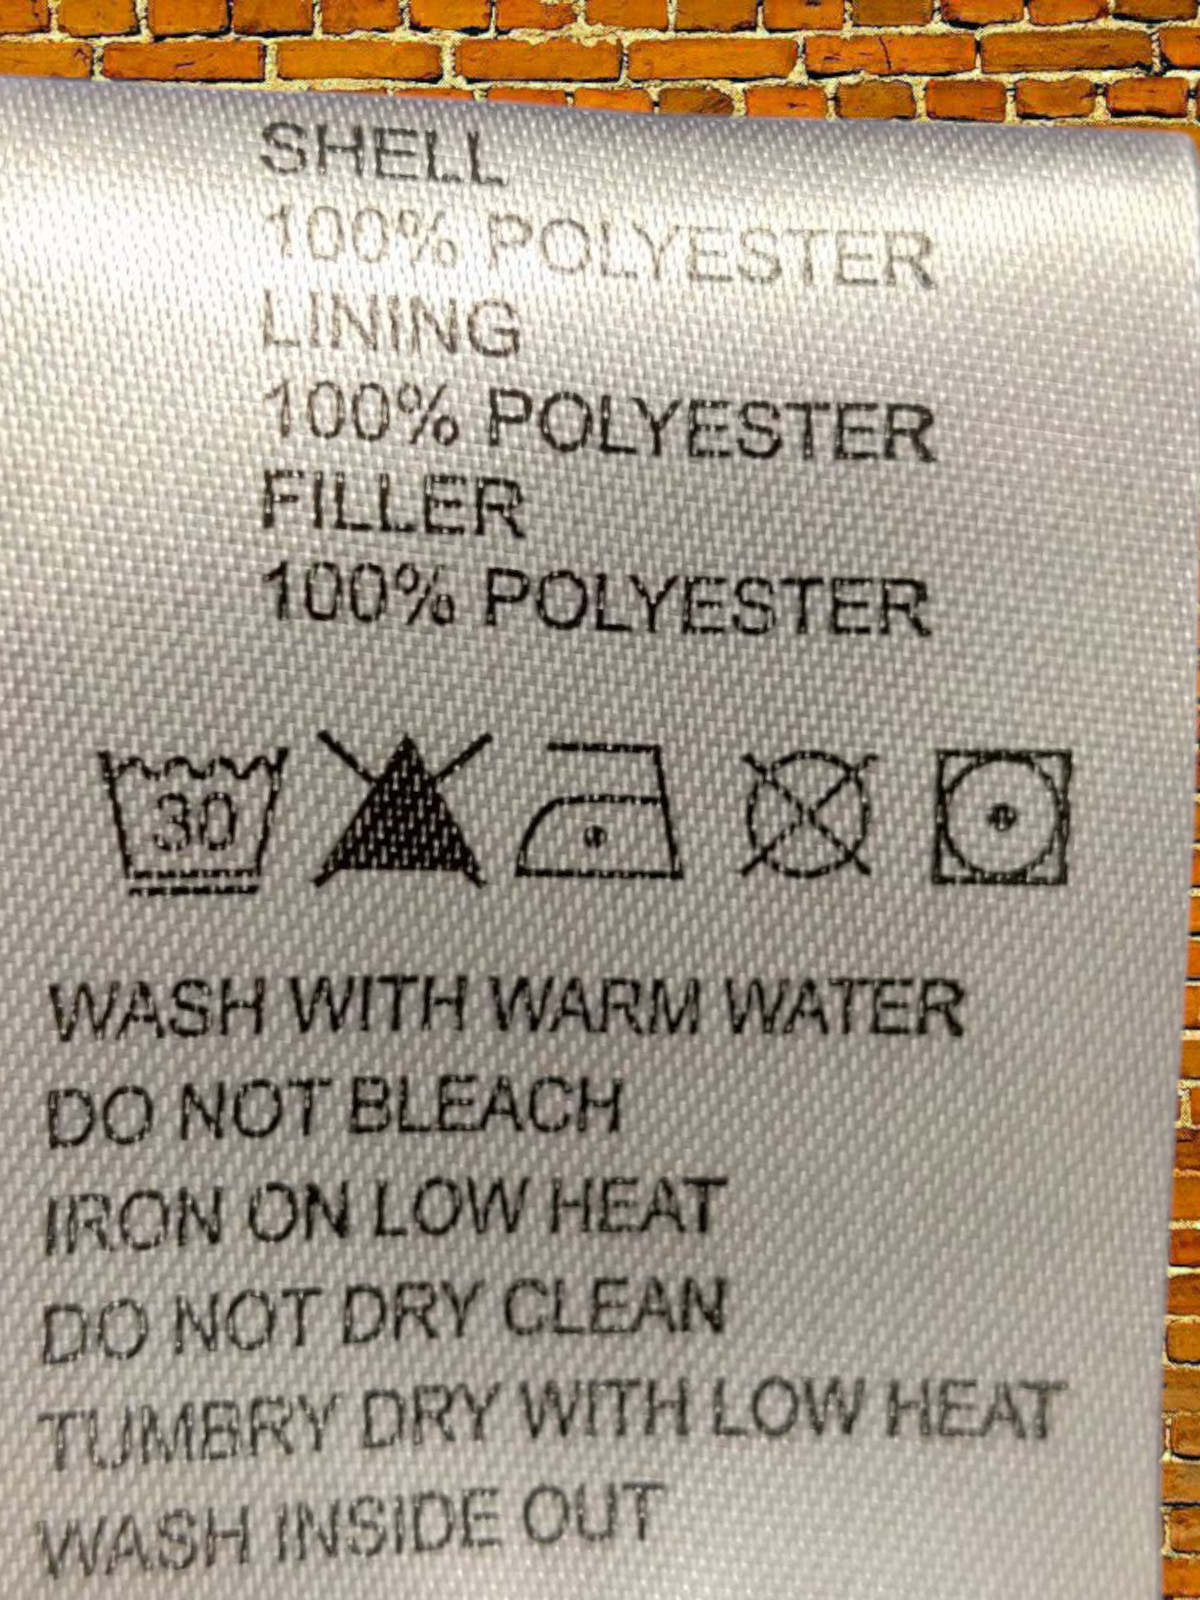 SHELL
100% POLYESTER
LINING
100% POLYESTER
FILLER
100% POLYESTER
30
WASH WITH WARM WATER
DO NOT BLEACH
IRON ON LOW HEAT
DO NOT DRY CLEAN
TUMBRY DRY WITH LOW HEAT
WASH INSIDE OUT